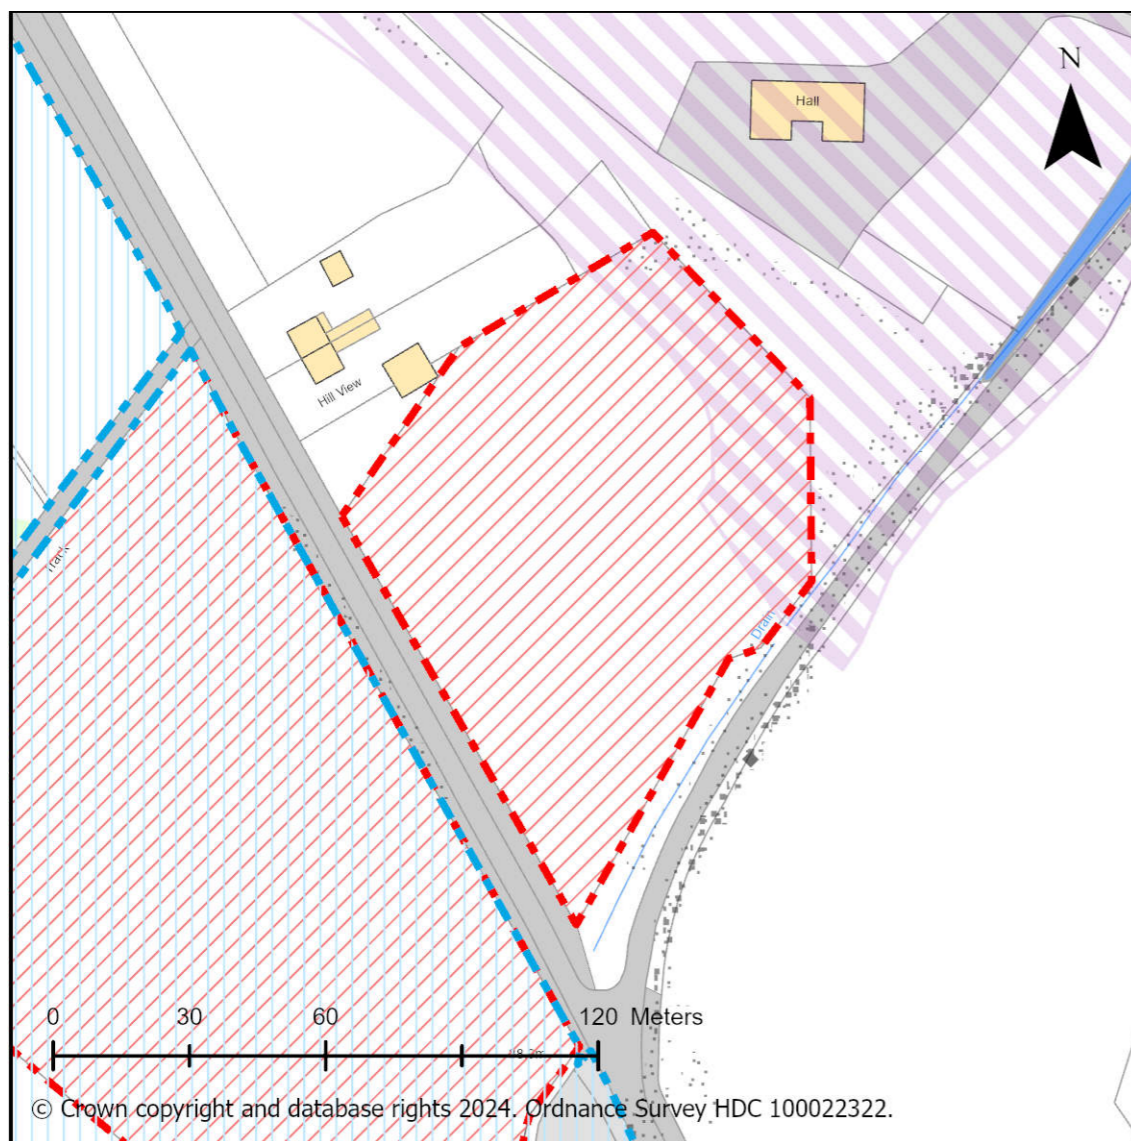 N
Hall
Hill View
Track
Drain
0 30 60 120 Meters
© Crown copyright and database rights 2024. Ordnance Survey HDC 100022322.